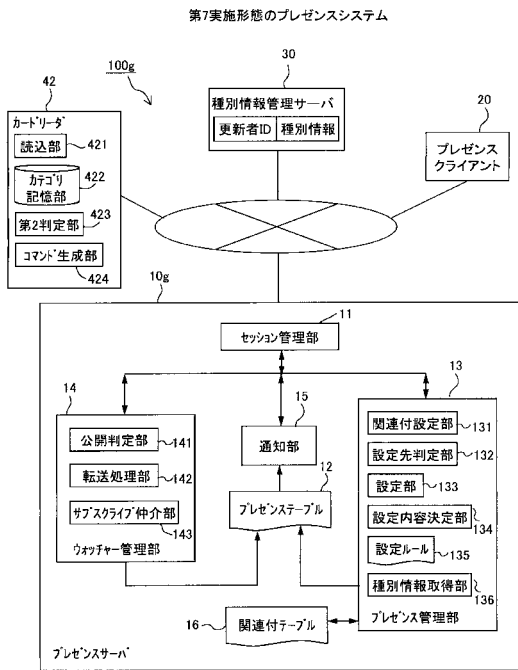 第7実施形態のプレゼンスシステム
100g
42
カードリーダ
読込部
421
カテゴリ
記憶部
422
第2判定部
423
コマンド生成部
424
30
種別情報管理サーバ
更新者ID
種別情報
20
プレゼンス
クライアント
10g
11
セッション管理部
14
公開判定部
141
転送処理部
142
サブスクライブ仲介部
143
ウォッチャー管理部
15
通知部
12
プレゼンステーブル
13
関連付設定部
131
設定先判定部
132
設定部
133
設定内容決定部
134
設定ルール
135
種別情報取得部
136
プレゼンス管理部
16
関連付テーブル
プレゼンスサーバ